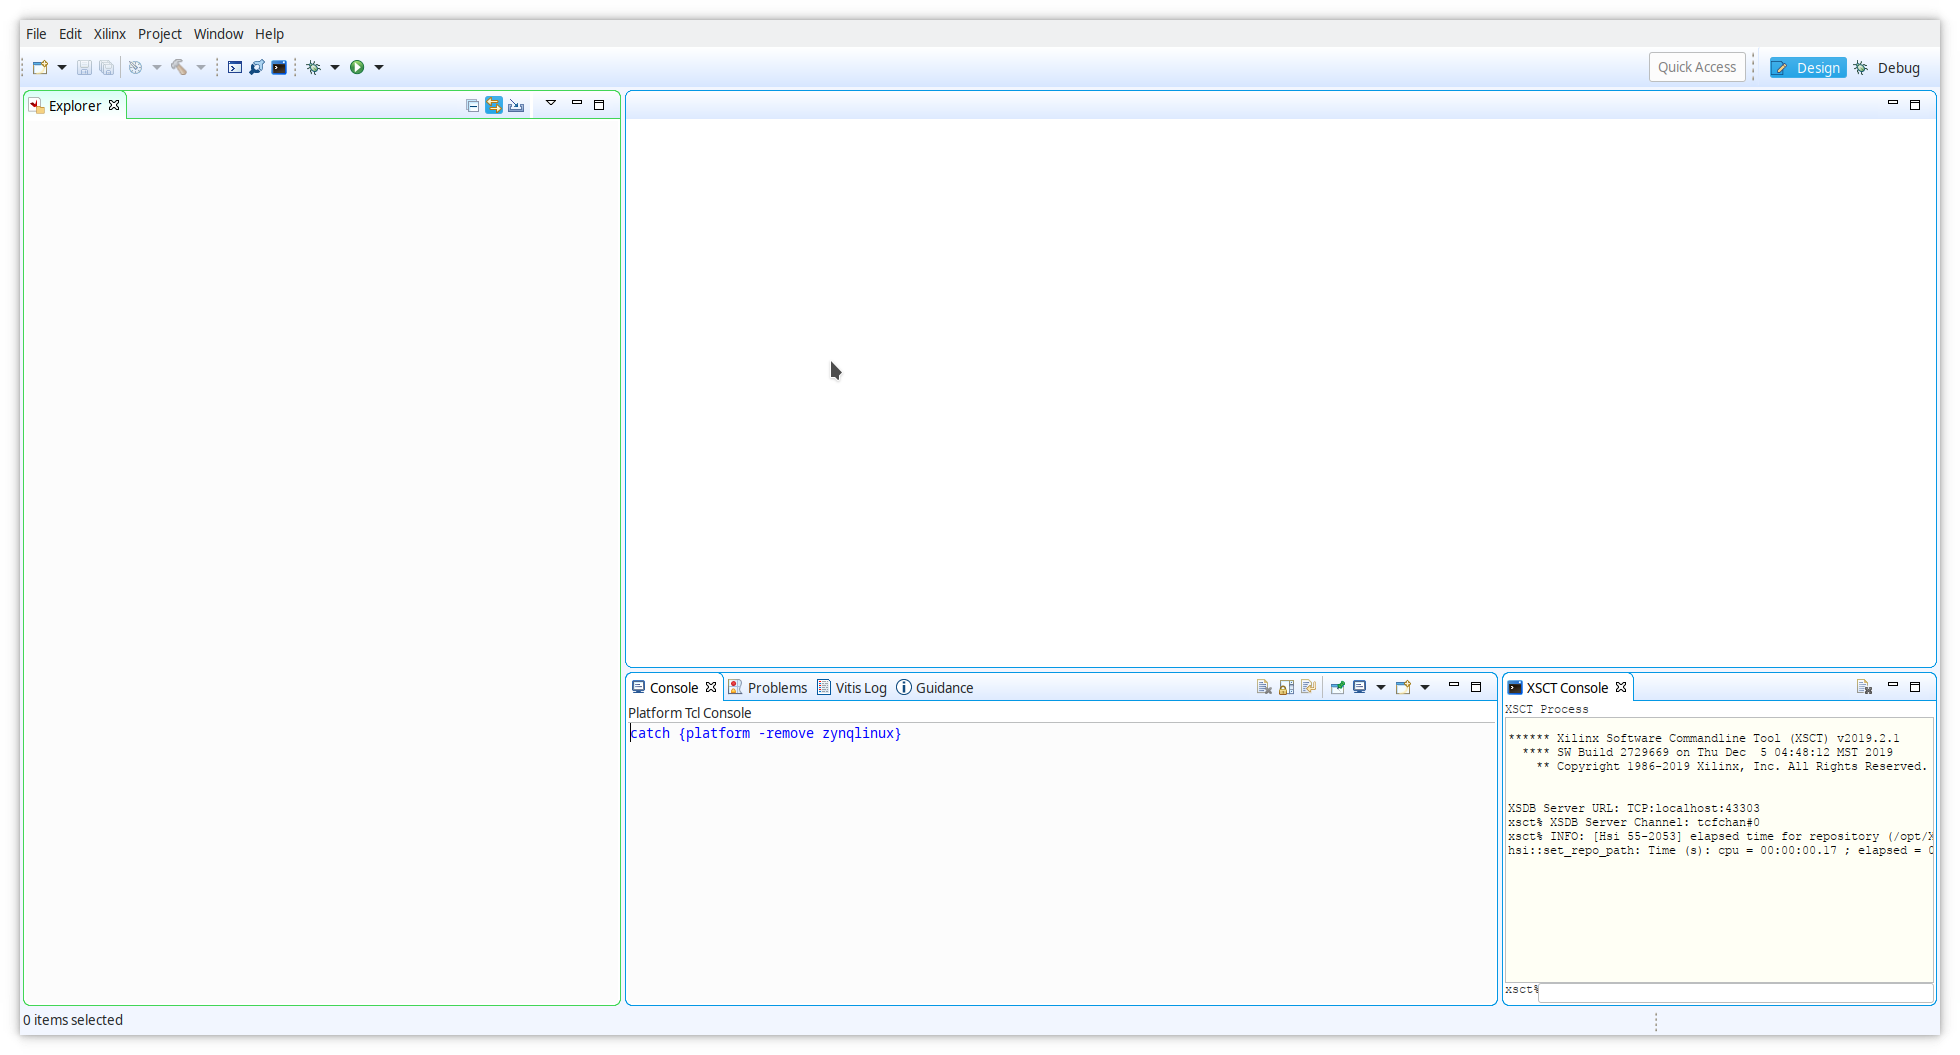 File Edit Xilinx Project Window Help
Quick Access
Design
Debug
Explorer
Console
Problems
Vitis Log
Guidance
Platform Tcl Console
catch {platform -remove zynqlinux}
XSCT Console
XSCT Process
****** Xilinx Software Commandline Tool (XSCT) v2019.2.1
**** SW Build 2729669 on Thu Dec  5 04:48:12 MST 2019
** Copyright 1986-2019 Xilinx, Inc. All Rights Reserved.
XSDB Server URL: TCP:localhost:43303
xsct% XSDB Server Channel: tcfchan#0
xsct% INFO: [Hsi 55-2053] elapsed time for repository (/opt/X
hsi::set_repo_path: Time (s): cpu = 00:00:00.17 ; elapsed = 0
xsct%
0 items selected